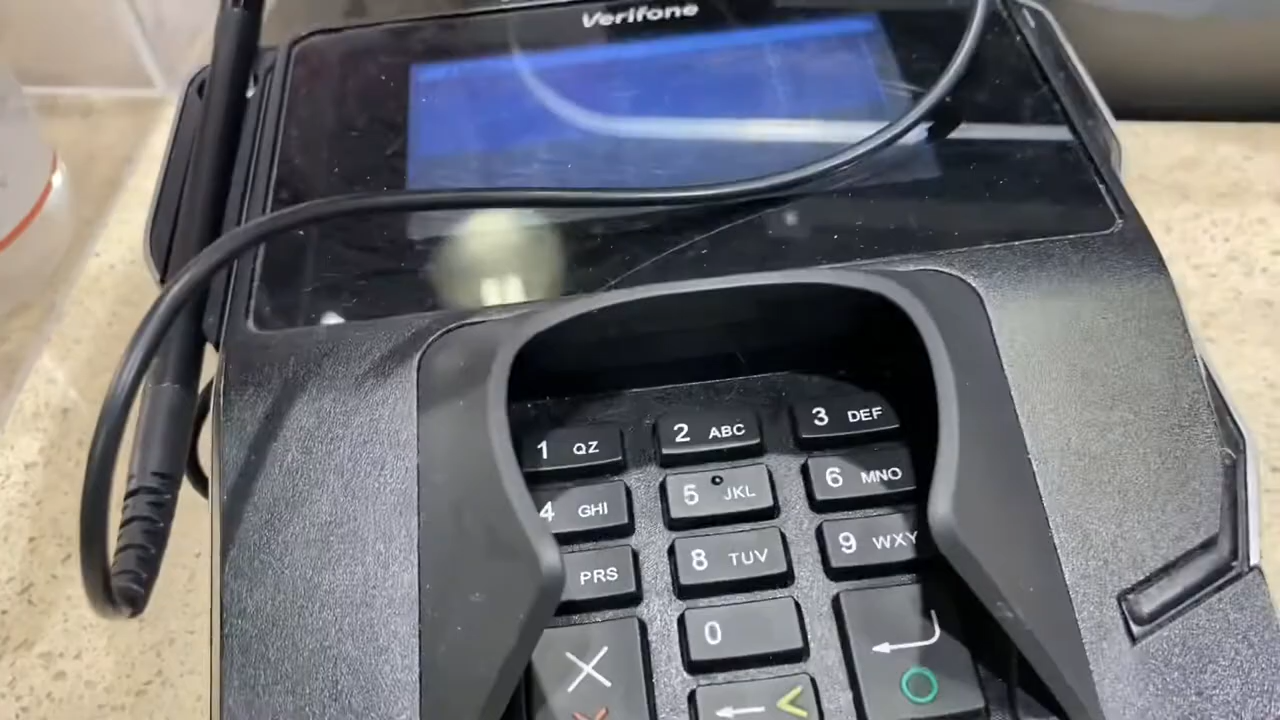 Verifone
1 QZ
2 ABC
3 DEF
4 GHI
5 JKL
6 MNO
PRS
8 TUV
9 WXY
0